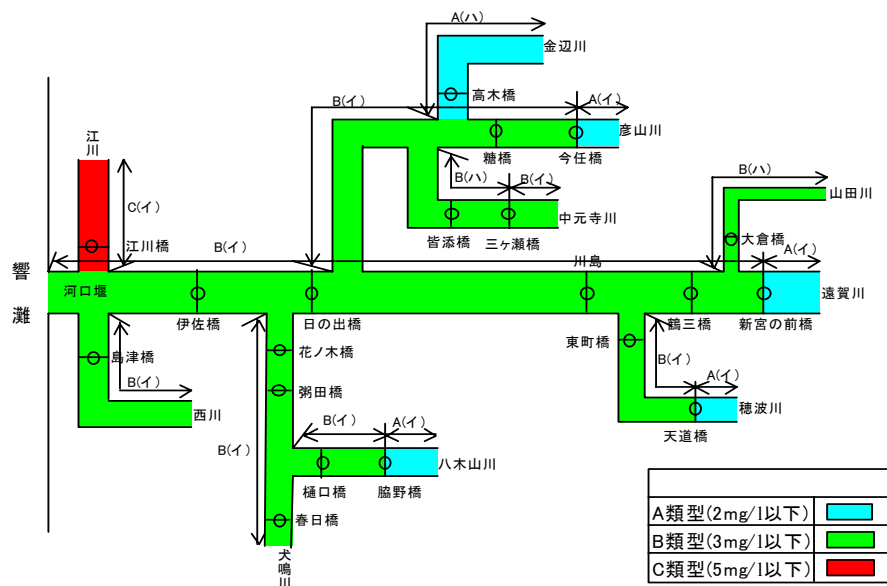 A(ハ)
金辺川
B(イ)
高木橋
A(イ)
彦山川
糒橋
今任橋
江川
C(イ)
B(ハ)
B(イ)
中元寺川
皆添橋
三ヶ瀬橋
B(ハ)
山田川
大倉橋
江川橋
B(イ)
川島
A(イ)
響灘
河口堰
伊佐橋
日の出橋
鶴三橋
新宮の前橋
遠賀川
島津橋
B(イ)
西川
花ノ木橋
粥田橋
東町橋
B(イ)
A(イ)
穂波川
天道橋
B(イ)
B(イ)
A(イ)
八木山川
樋口橋
脇野橋
春日橋
犬鳴川
A類型(2mg/l以下)
B類型(3mg/l以下)
C類型(5mg/l以下)